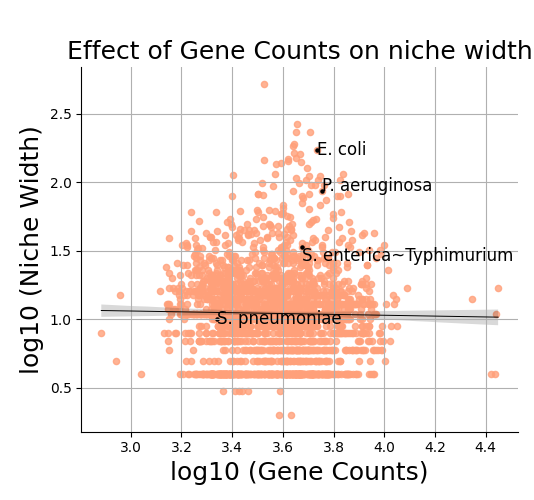 Effect of Gene Counts on niche width
log10 (Niche Width)
2.5
2.0
1.5
1.0
0.5
E. coli
P. aeruginosa
S. enterica~Typhimurium
S. pneumoniae
3.0 3.2 3.4 3.6 3.8 4.0 4.2 4.4
log10 (Gene Counts)